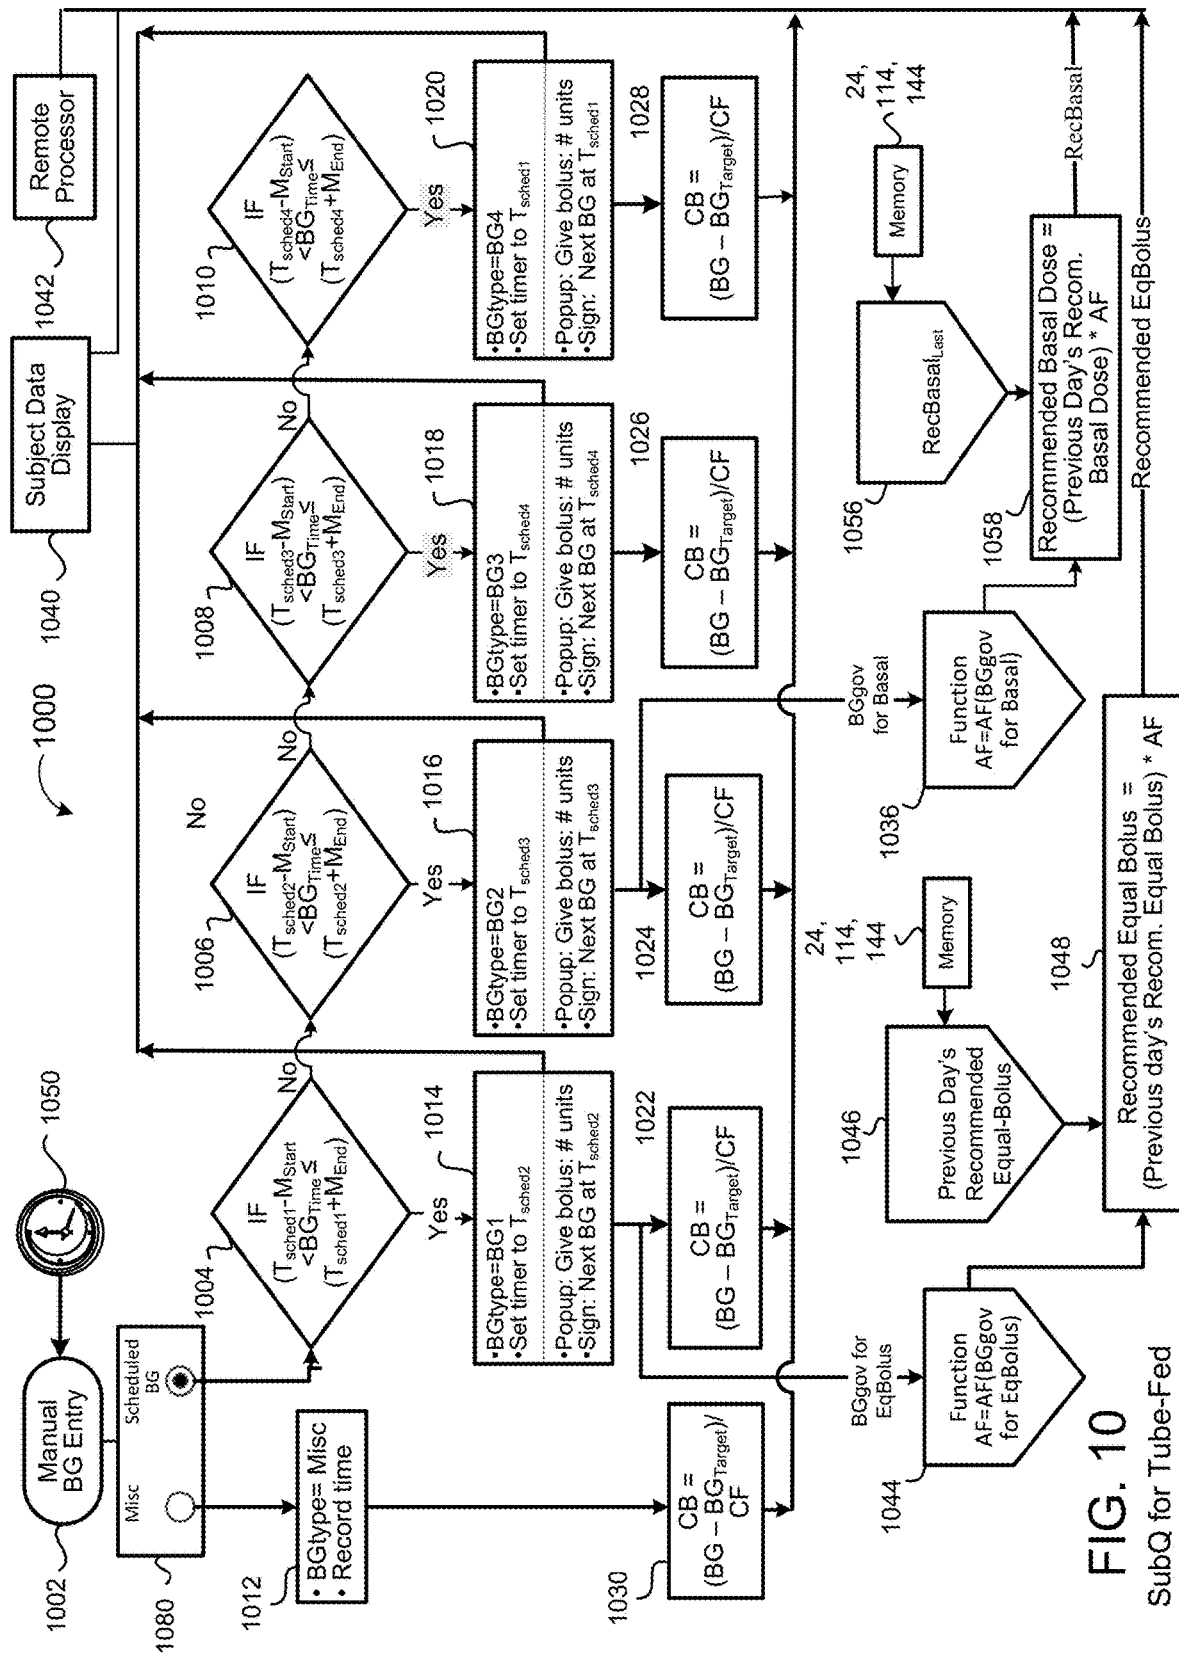 1000
1050
Manual
BG Entry
1002
Misc
Scheduled
BG
1080
Subject Data
Display
1040
Remote
Processor
1042
• BGtype= Misc
• Record time
1012
IF
(Tsched1-MStart
<BGTime≤
(Tsched1+MEnd)
1004
No
Yes
IF
(Tsched2-MStart)
<BGTime≤
(Tsched2+MEnd)
1006
No
No
Yes
IF
(Tsched3-MStart)
<BGTime≤
(Tsched3+MEnd)
1008
No
Yes
IF
(Tsched4-MStart)
<BGTime≤
(Tsched4+MEnd)
1010
Yes
•BGtype=BG1
•Set timer to Tsched2
•Popup: Give bolus: # units
•Sign: Next BG at Tsched2
1014
•BGtype=BG2
•Set timer to Tsched3
•Popup: Give bolus: # units
•Sign: Next BG at Tsched3
1016
•BGtype=BG3
•Set timer to Tsched4
•Popup: Give bolus: # units
•Sign: Next BG at Tsched4
1018
•BGtype=BG4
•Set timer to Tsched1
•Popup: Give bolus: # units
•Sign: Next BG at Tsched1
1020
CB =
(BG – BGTarget)/
CF
1030
CB =
(BG – BGTarget)/CF
1022
CB =
(BG – BGTarget)/CF
1024
CB =
(BG – BGTarget)/CF
1026
CB =
(BG – BGTarget)/CF
1028
BGgov for
EqBolus
Function
AF=AF(BGgov
for EqBolus)
1044
Previous Day's
Recommended
Equal-Bolus
1046
Memory
24,
114,
144
BGgov
for Basal
Function
AF=AF(BGgov
for Basal)
1036
RecBasalLast
1056
Memory
24,
114,
144
Recommended Basal Dose =
(Previous Day's Recom.
Basal Dose) * AF
1058
RecBasal
Recommended Equal Bolus =
(Previous day's Recom. Equal Bolus) * AF
1048
Recommended EqBolus
FIG. 10
SubQ for Tube-Fed